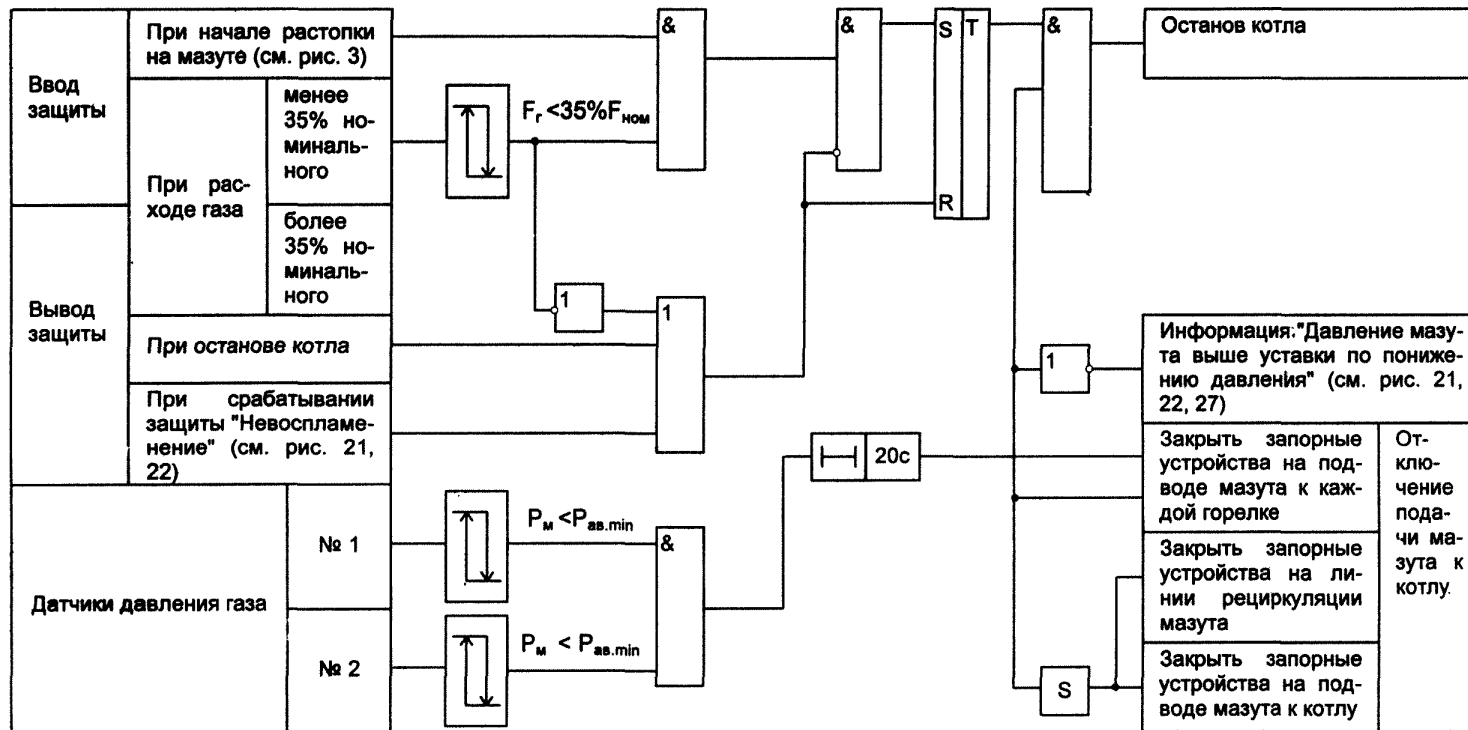 Ввод
защиты
При начале растопки
на мазуте (см. рис. 3)
При рас-
ходе газа
менее
35% но-
миналь-
ного
более
35% но-
миналь-
ного
Вывод
защиты
При останове котла
При срабатывании
защиты "Невоспламе-
нение" (см. рис. 21,
22)
Датчики давления газа
№ 1
№ 2
Fг <35%Fном
1
Pм <Pав.min
Pм < Pав.min
&
1
&
&
S T
R
20с
&
1
S
Останов котла
Информация:"Давление мазу-
та выше уставки по пониже-
нию давления" (см. рис. 21,
22, 27)
Закрыть запорные
устройства на под-
воде мазута к каж-
дой горелке
Закрыть запорные
устройства на ли-
нии рециркуляции
мазута
Закрыть запорные
устройства на под-
воде мазута к котлу
От-
клю-
чение
пода-
чи ма-
зута к
котлу.